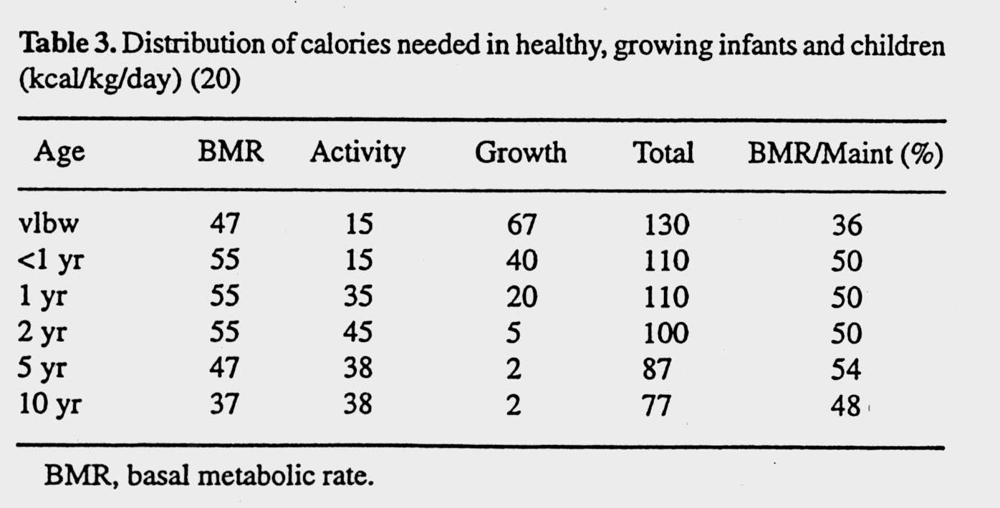 Table 3. Distribution of calories needed in healthy, growing infants and children
(kcal/kg/day) (20)
Age BMR Activity Growth Total BMR/Maint (%)
vlbw 47 15 67 130 36
<1 yr 55 15 40 110 50
1 yr 55 35 20 110 50
2 yr 55 45 5 100 50
5 yr 47 38 2 87 54
10 yr 37 38 2 77 48
BMR, basal metabolic rate.